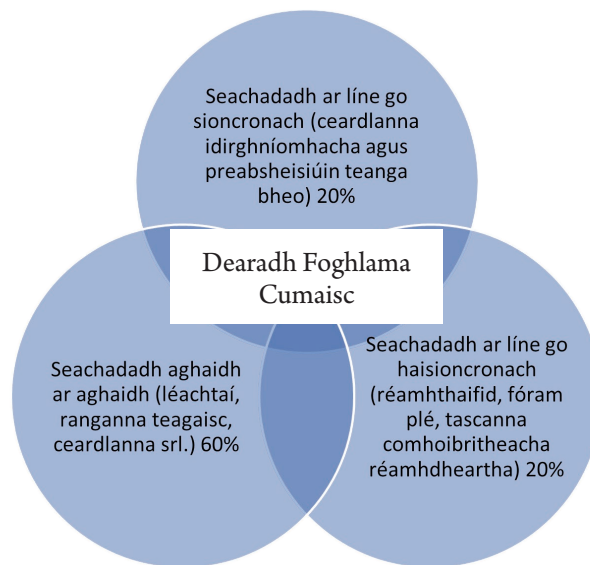 Seachadadh ar líne go
sioncronach (ceardlanna
idirghníomhacha agus
preabsheisiúin teanga
bheo) 20%
Dearadh Foghlama
Cumaisc
Seachadadh aghaidh
ar aghaidh (léachtaí,
ranganna teagaisc,
ceardlanna srl.) 60%
Seachadadh ar líne go
haisioncronach
(réamhthaifid, fóram
plé, tascanna
comhoibritheacha
réamhdheartha) 20%